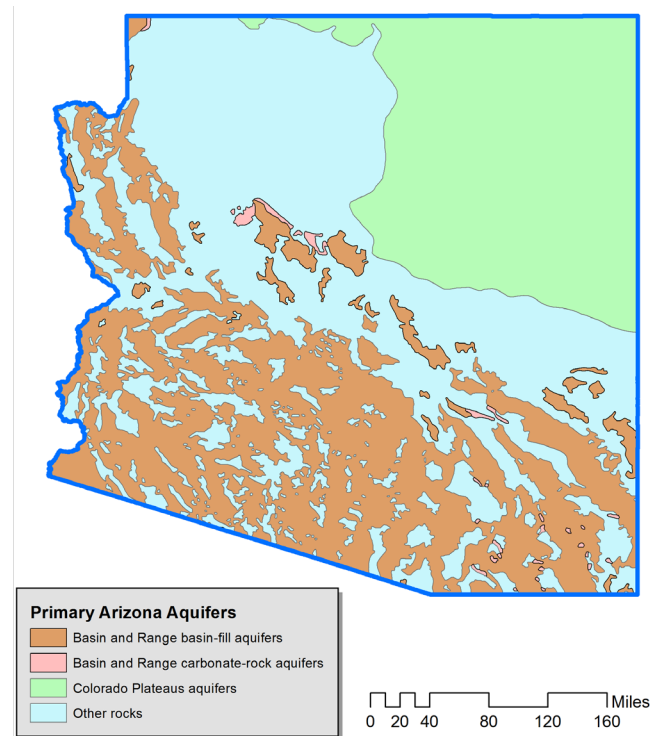 Primary Arizona Aquifers
Basin and Range basin-fill aquifers
Basin and Range carbonate-rock aquifers
Colorado Plateaus aquifers
Other rocks
Miles
0 20 40 80 120 160